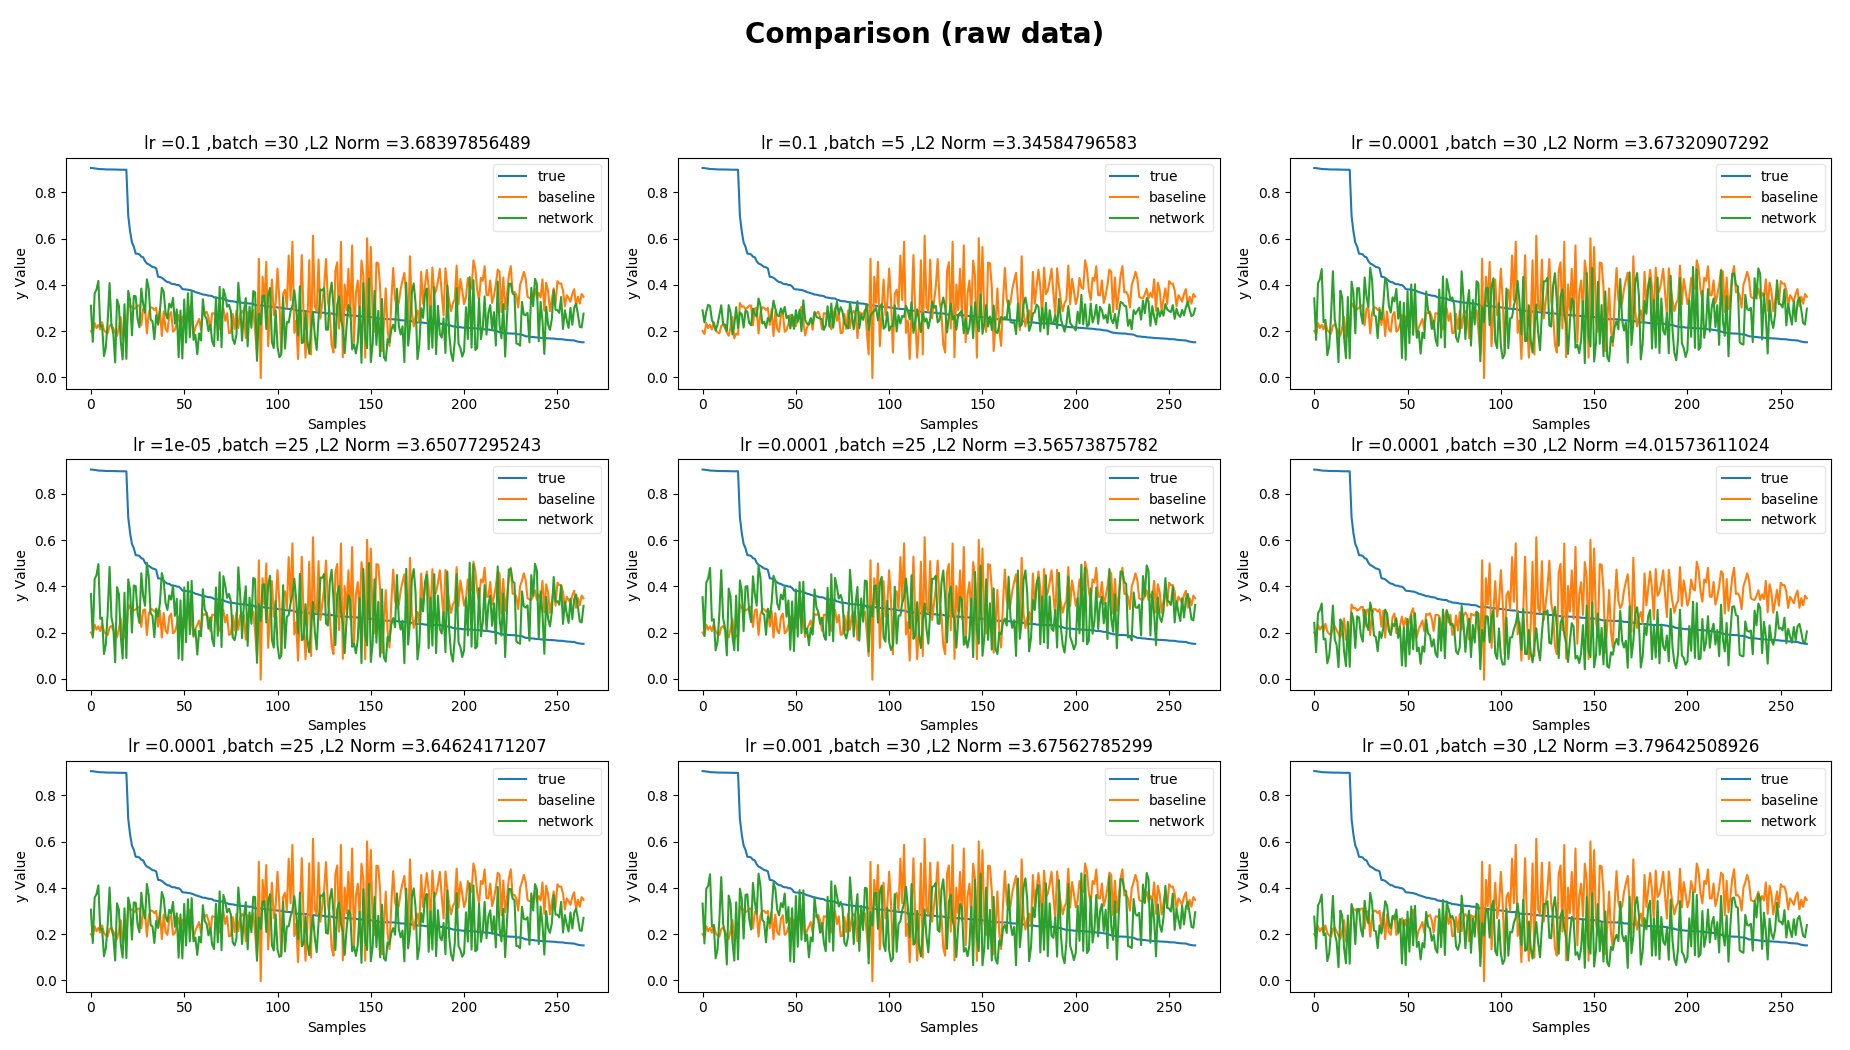 Comparison (raw data)
lr =0.1 ,batch =30 ,L2 Norm =3.68397856489
y Value
0.8
0.6
0.4
0.2
0.0
true
baseline
network
0 50 100 150 200 250
Samples
lr =0.1 ,batch =5 ,L2 Norm =3.34584796583
y Value
0.8
0.6
0.4
0.2
0.0
true
baseline
network
0 50 100 150 200 250
Samples
lr =0.0001 ,batch =30 ,L2 Norm =3.67320907292
y Value
0.8
0.6
0.4
0.2
0.0
true
baseline
network
0 50 100 150 200 250
Samples
lr =1e-05 ,batch =25 ,L2 Norm =3.65077295243
y Value
0.8
0.6
0.4
0.2
0.0
true
baseline
network
0 50 100 150 200 250
Samples
lr =0.0001 ,batch =25 ,L2 Norm =3.56573875782
y Value
0.8
0.6
0.4
0.2
0.0
true
baseline
network
0 50 100 150 200 250
Samples
lr =0.0001 ,batch =30 ,L2 Norm =4.01573611024
y Value
0.8
0.6
0.4
0.2
0.0
true
baseline
network
0 50 100 150 200 250
Samples
lr =0.0001 ,batch =25 ,L2 Norm =3.64624171207
y Value
0.8
0.6
0.4
0.2
0.0
true
baseline
network
0 50 100 150 200 250
Samples
lr =0.001 ,batch =30 ,L2 Norm =3.67562785299
y Value
0.8
0.6
0.4
0.2
0.0
true
baseline
network
0 50 100 150 200 250
Samples
lr =0.01 ,batch =30 ,L2 Norm =3.79642508926
y Value
0.8
0.6
0.4
0.2
0.0
true
baseline
network
0 50 100 150 200 250
Samples